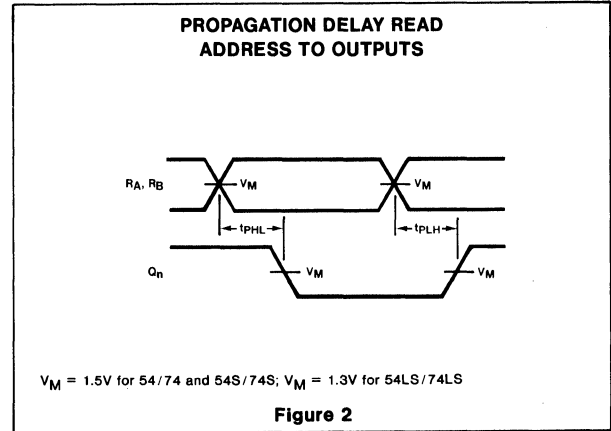 PROPAGATION DELAY READ
ADDRESS TO OUTPUTS
RA, RB
VM
VM
tPHL
tPLH
Qn
VM
VM
VM = 1.5V for 54/74 and 54S/74S; VM = 1.3V for 54LS/74LS
Figure 2